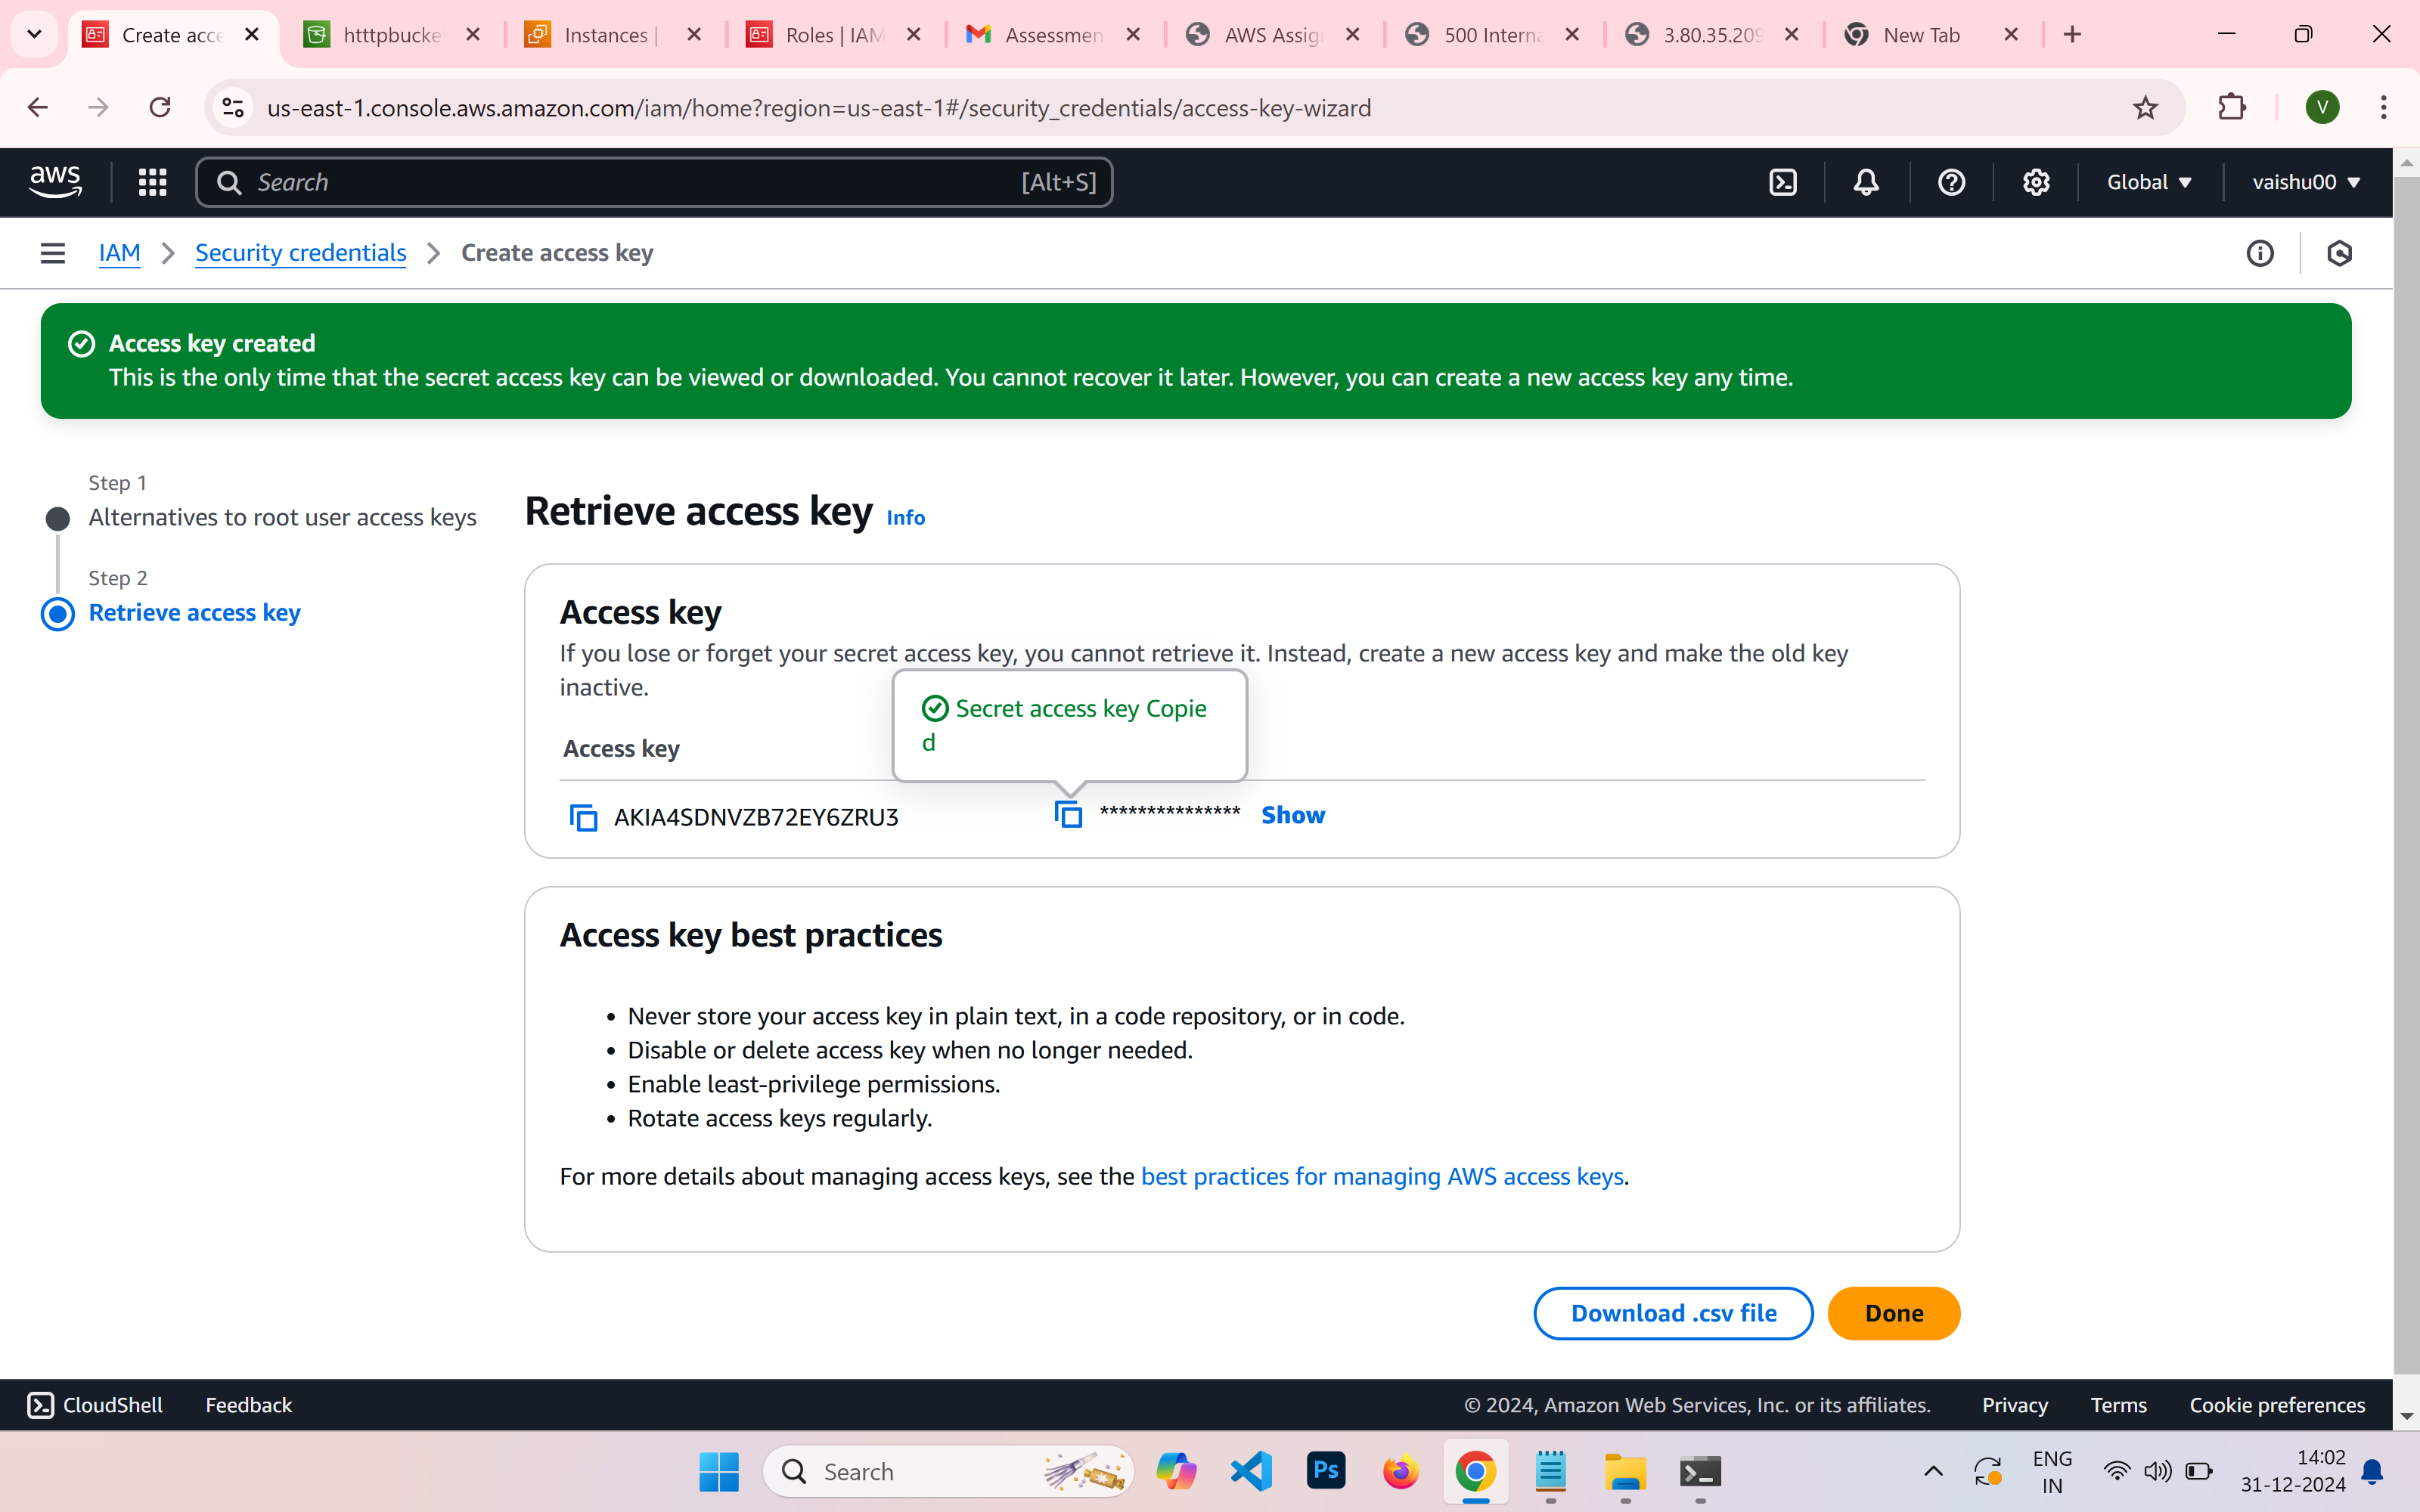 Create acce
htttpbucke
Instances |
Roles | IAM
Assessmen
AWS Assig
500 Interna
3.80.35.209
New Tab
us-east-1.console.aws.amazon.com/iam/home?region=us-east-1#/security_credentials/access-key-wizard
V
aws
Search
[Alt+S]
Global
vaishu00
IAM
Security credentials
Create access key
Access key created
This is the only time that the secret access key can be viewed or downloaded. You cannot recover it later. However, you can create a new access key any time.
Step 1
Alternatives to root user access keys
Step 2
Retrieve access key
Retrieve access key Info
Access key
If you lose or forget your secret access key, you cannot retrieve it. Instead, create a new access key and make the old key
inactive.
Secret access key Copie
d
Access key
AKIA4SDNVZB72EY6ZRU3
*************** Show
Access key best practices
• Never store your access key in plain text, in a code repository, or in code.
• Disable or delete access key when no longer needed.
• Enable least-privilege permissions.
• Rotate access keys regularly.
For more details about managing access keys, see the best practices for managing AWS access keys.
Download .csv file
Done
CloudShell
Feedback
© 2024, Amazon Web Services, Inc. or its affiliates.
Privacy
Terms
Cookie preferences
Search
Ps
ENG
IN
14:02
31-12-2024